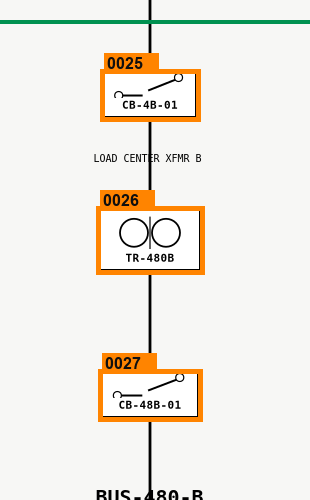 0025
CB-4B-01
LOAD CENTER XFMR B
0026
TR-480B
0027
CB-48B-01
BUS-480-B